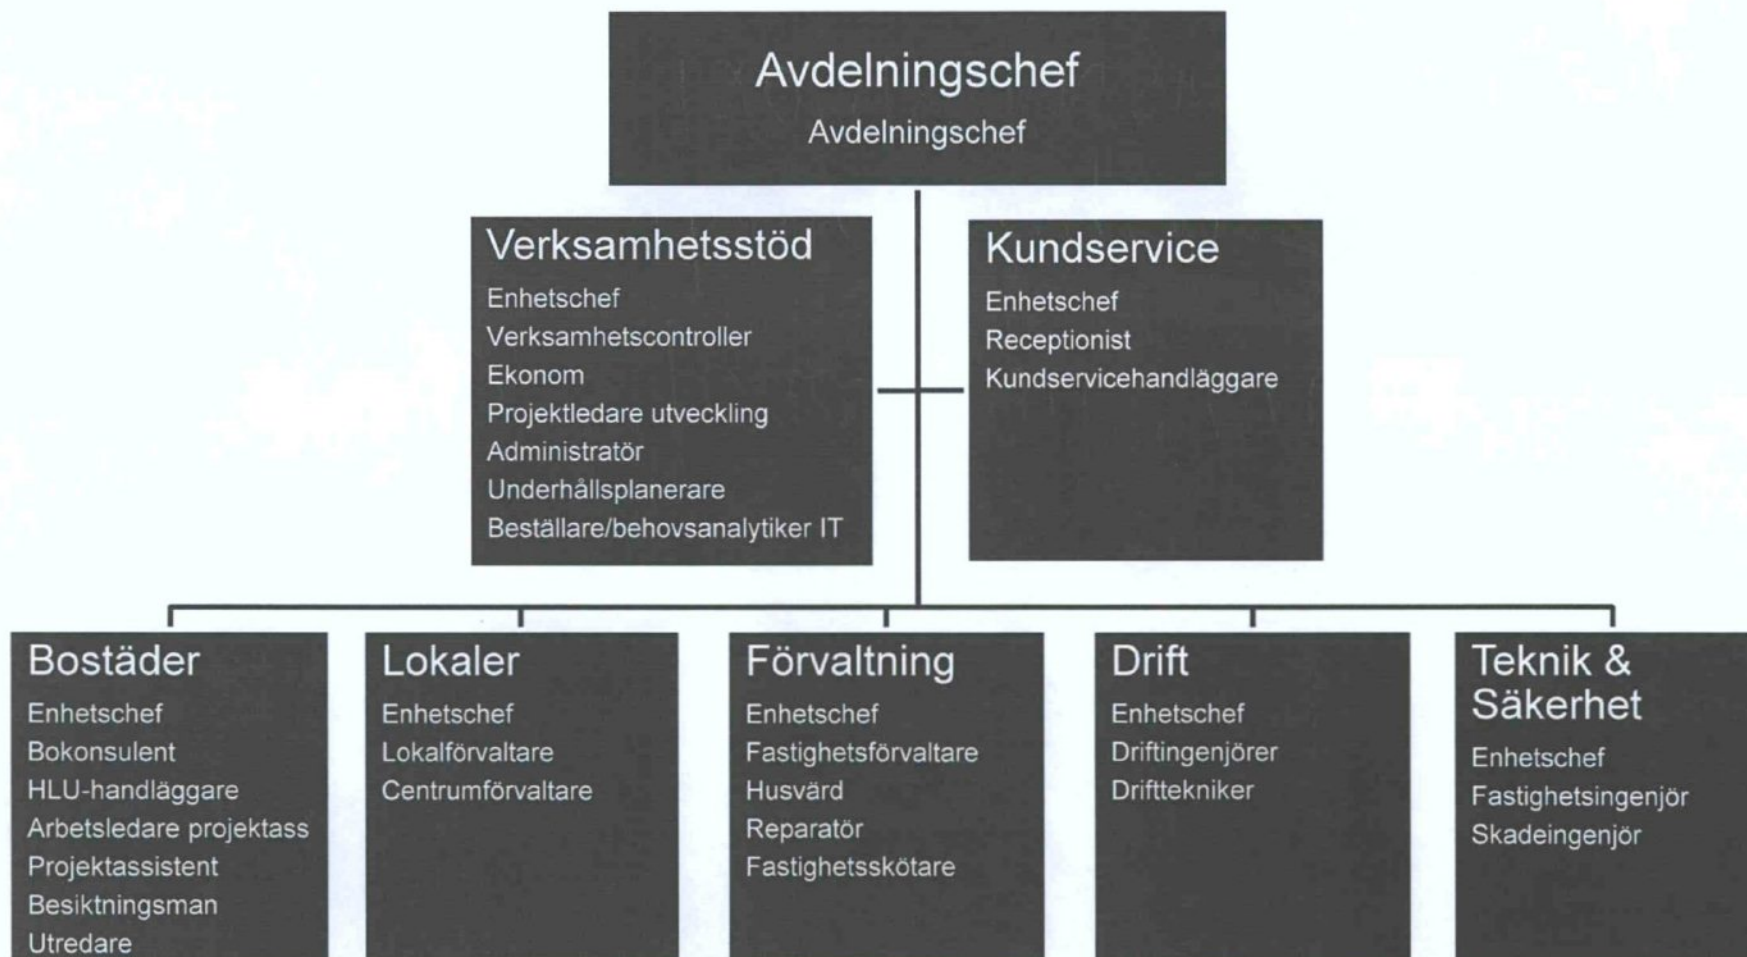 Avdelningschef
Avdelningschef
Verksamhetsstöd
Enhetschef
Verksamhetscontroller
Ekonom
Projektledare utveckling
Administratör
Underhållsplanerare
Beställare/behovsanalytiker IT
Kundservice
Enhetschef
Receptionist
Kundservicehandläggare
Bostäder
Enhetschef
Bokonsulent
HLU-handläggare
Arbetsledare projektass
Projektassistent
Besiktningsman
Utredare
Lokaler
Enhetschef
Lokalförvaltare
Centrumförvaltare
Förvaltning
Enhetschef
Fastighetsförvaltare
Husvärd
Reparatör
Fastighetsskötare
Drift
Enhetschef
Driftingenjörer
Drifttekniker
Teknik &
Säkerhet
Enhetschef
Fastighetsingenjör
Skadeingenjör